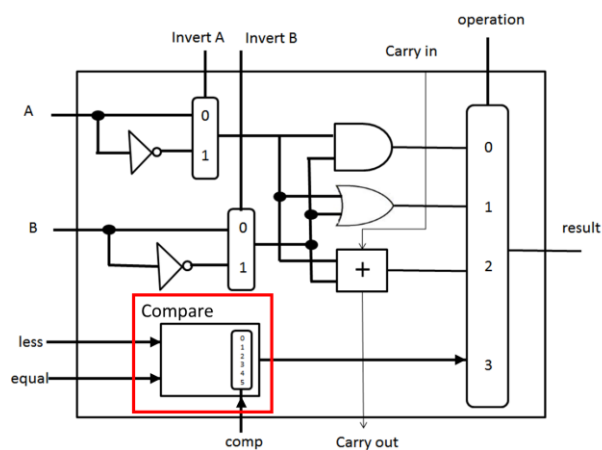 operation
Invert A
Invert B
Carry in
A
0
1
0
B
0
1
1
+
2
result
Compare
less
0
1
2
3
4
5
3
equal
comp
Carry out